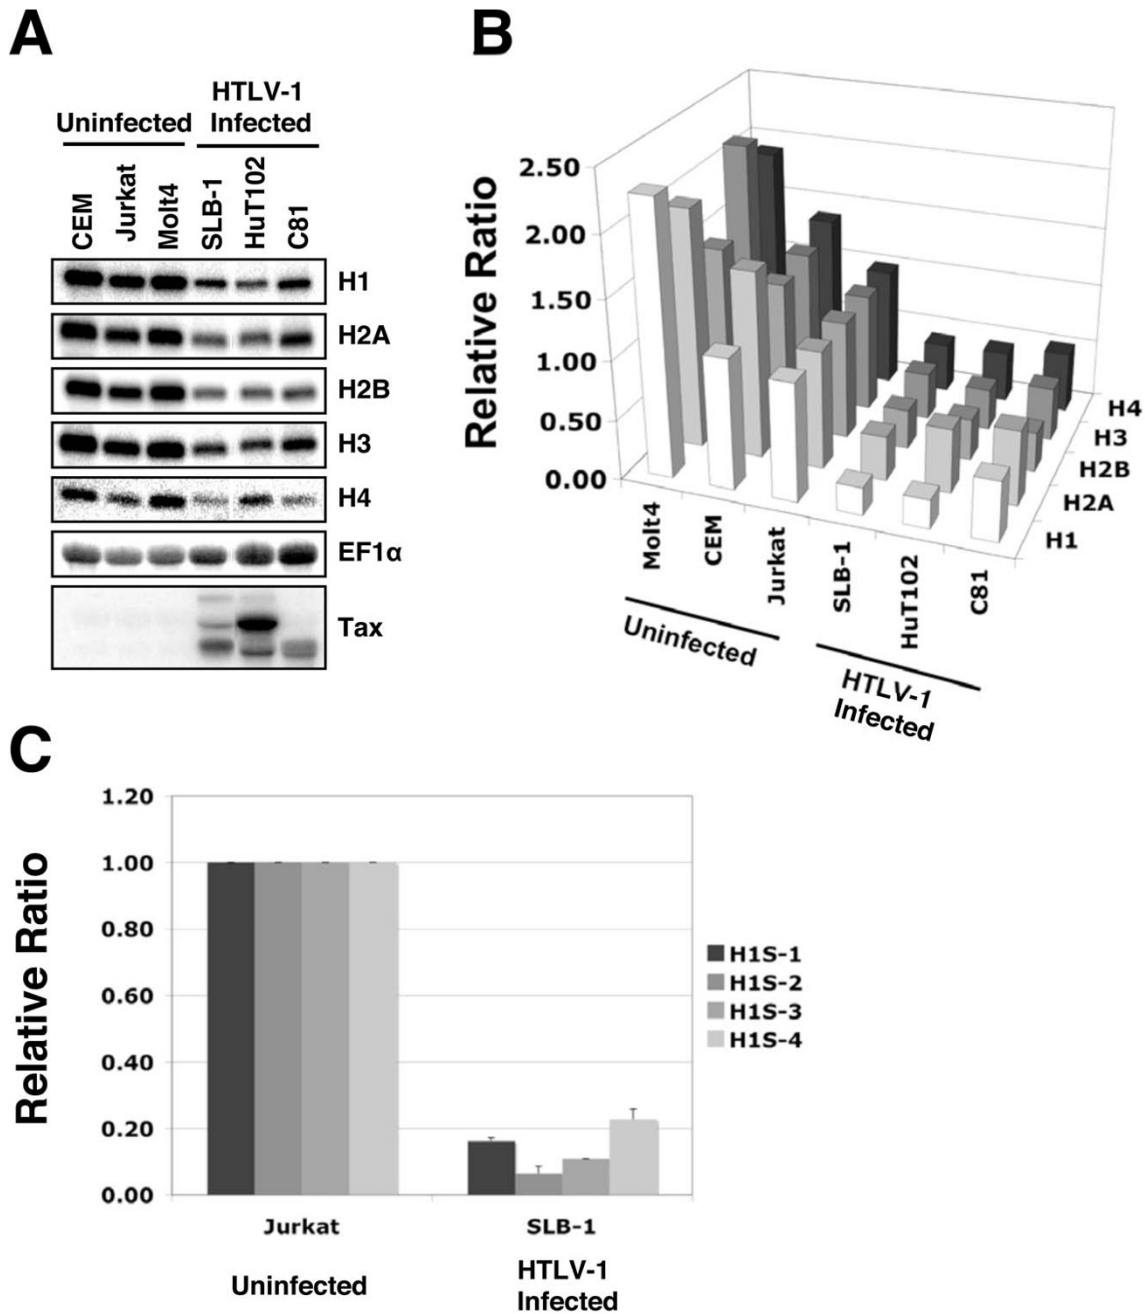 A
HTLV-1
Infected
Uninfected
CEM
Jurkat
Molt4
SLB-1
HuT102
C81
H1
H2A
H2B
H3
H4
EF1α
Tax
B
Relative Ratio
2.50
2.00
1.50
1.00
0.50
0.00
H4
H3
H2B
H2A
H1
Molt4
CEM
Jurkat
SLB-1
HuT102
C81
Uninfected
HTLV-1
Infected
C
Relative Ratio
1.20
1.00
0.80
0.60
0.40
0.20
0.00
H1S-1
H1S-2
H1S-3
H1S-4
Jurkat
SLB-1
Uninfected
HTLV-1
Infected